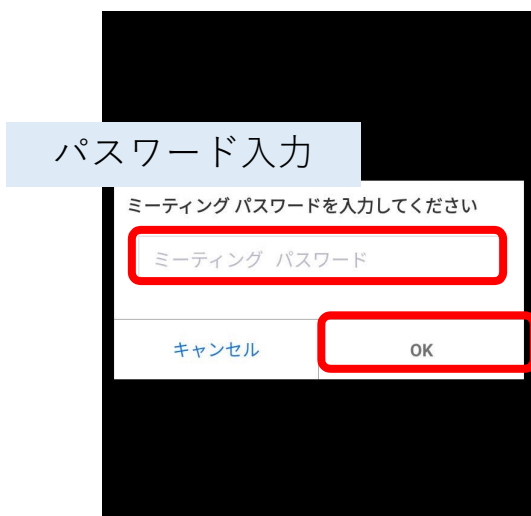 パスワード入力
ミーティング パスワードを入力してください
ミーティング パスワード
キャンセル
OK